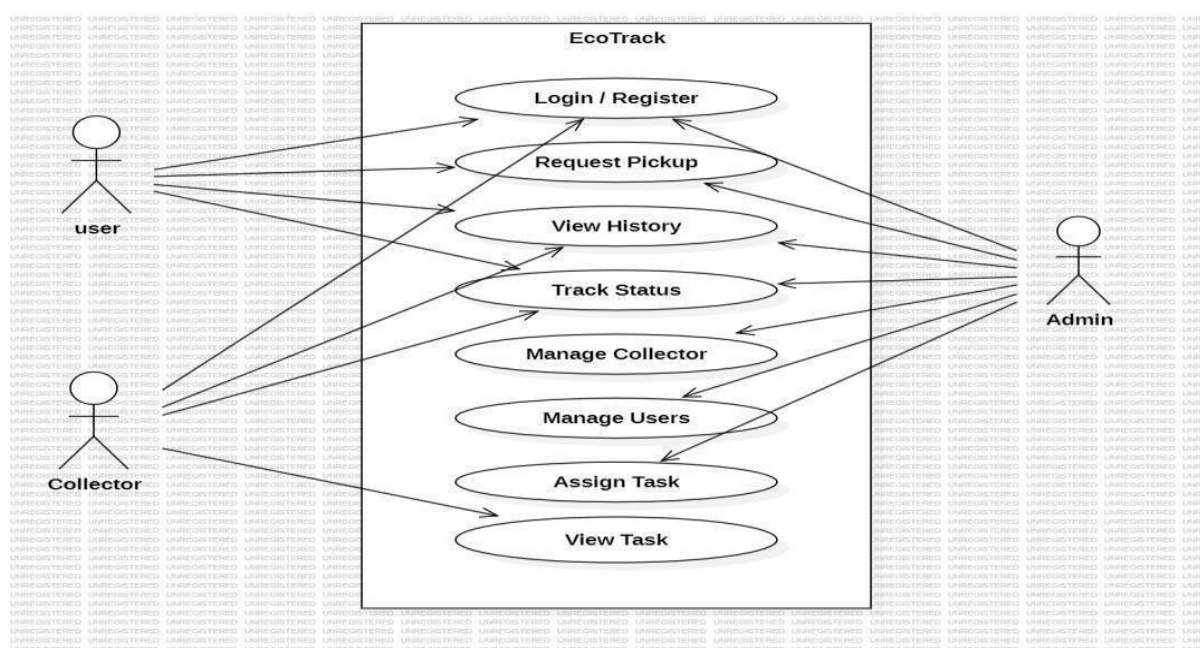 EcoTrack
Login / Register
Request Pickup
user
View History
Track Status
Admin
Manage Collector
Manage Users
Collector
Assign Task
View Task
UNREGISTERED